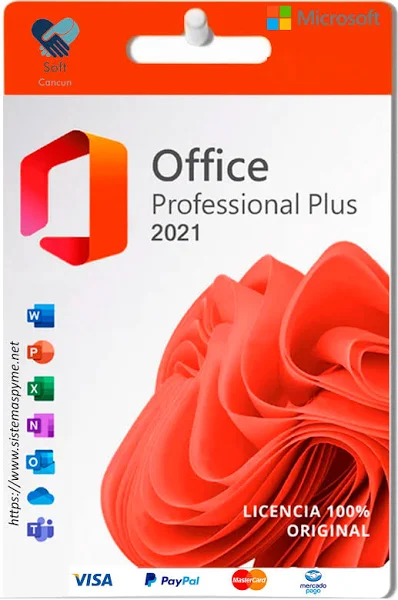 Soft
Cancun
Microsoft
Office
Professional Plus
2021
https://www.sistemaspyme.net
W
P
X
N
O
T
LICENCIA 100%
ORIGINAL
VISA
PayPal
MasterCard
mercado
pago